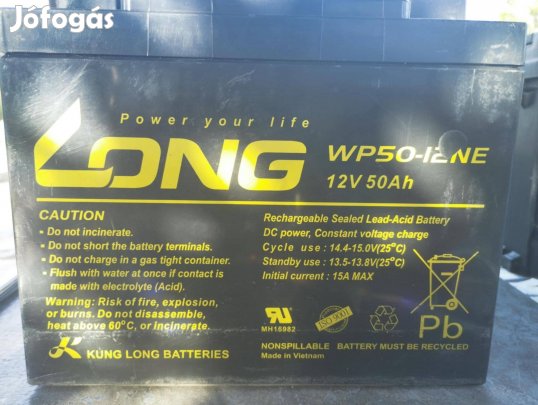 Jófogás
Power your life
LONG
WP50-12NE
12V 50Ah
CAUTION
• Do not incinerate.
• Do not short the battery terminals.
• Do not charge in a gas tight container.
• Flush with water at once if contact is
made with electrolyte (Acid).
Warning: Risk of fire, explosion,
or burns. Do not disassemble,
heat above 60°C, or incinerate.
KUNG LONG BATTERIES
Rechargeable Sealed Lead-Acid Battery
DC power, Constant voltage charge
Cycle use : 14.4-15.0V(25°C)
Standby use : 13.5-13.8V(25°C)
Initial current : 15A MAX
MH16982
ISO 9001
Pb
NONSPILLABLE BATTERY MUST BE RECYCLED
Made in Vietnam